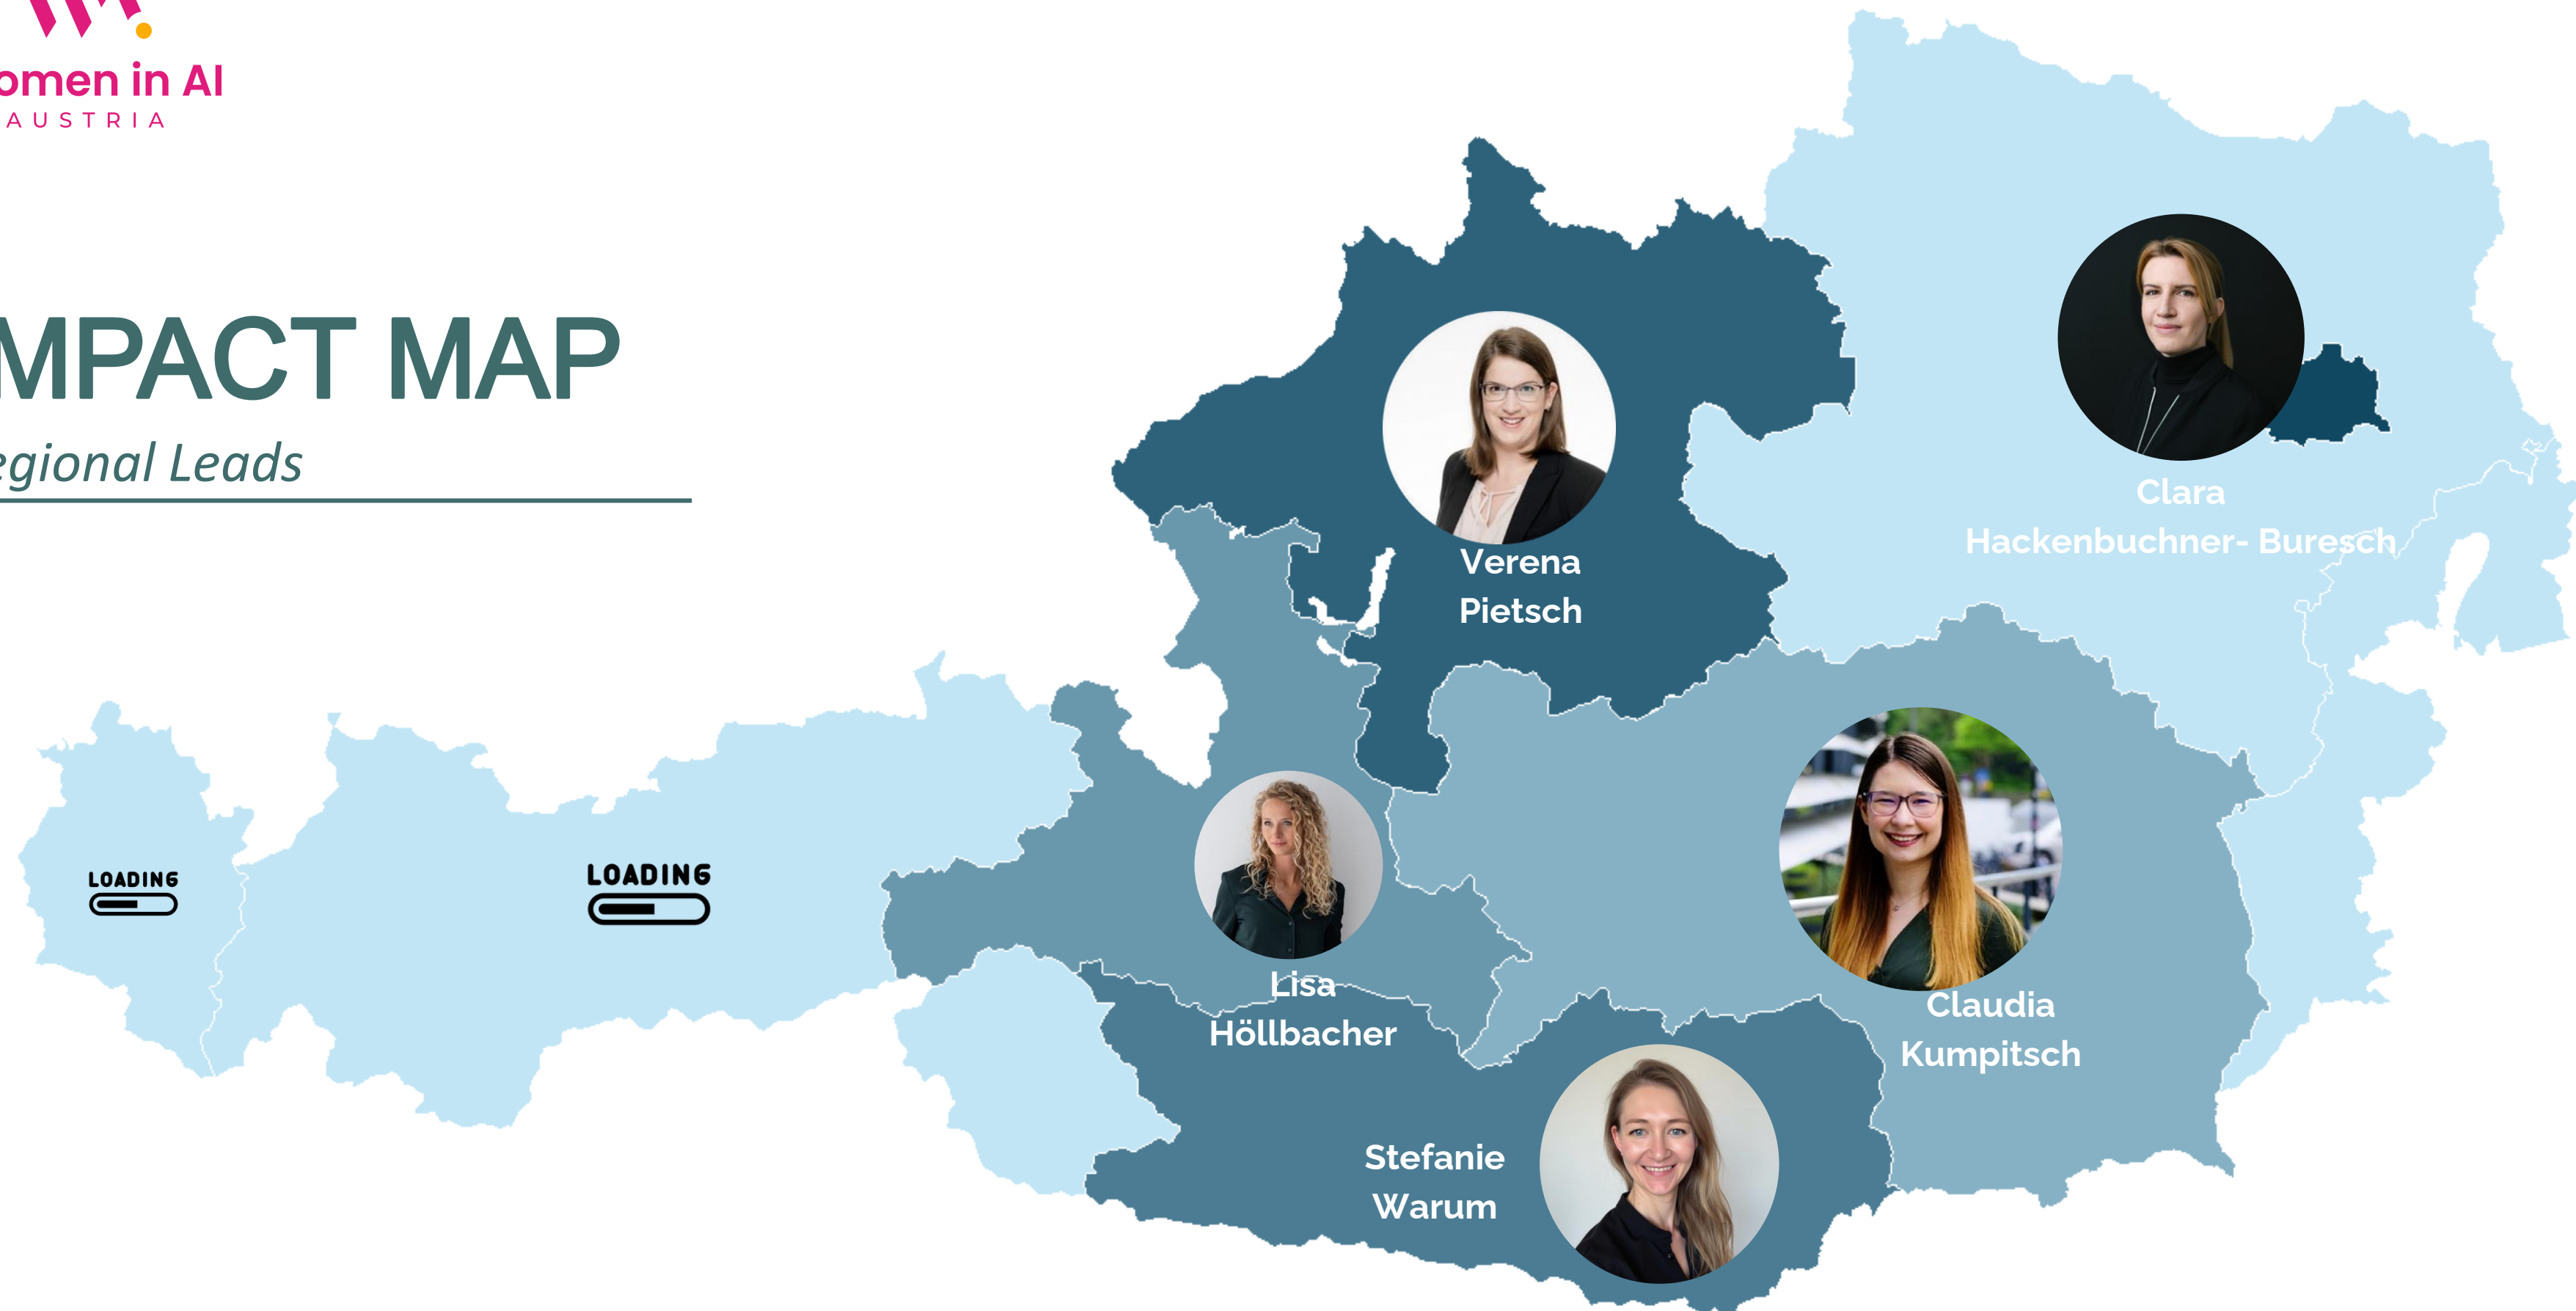 omen in AI
AUSTRIA
MPACT MAP
egional Leads
Verena
Pietsch
Clara
Hackenbuchner- Buresch
LOADING
LOADING
Lisa
Höllbacher
Claudia
Kumpitsch
Stefanie
Warum